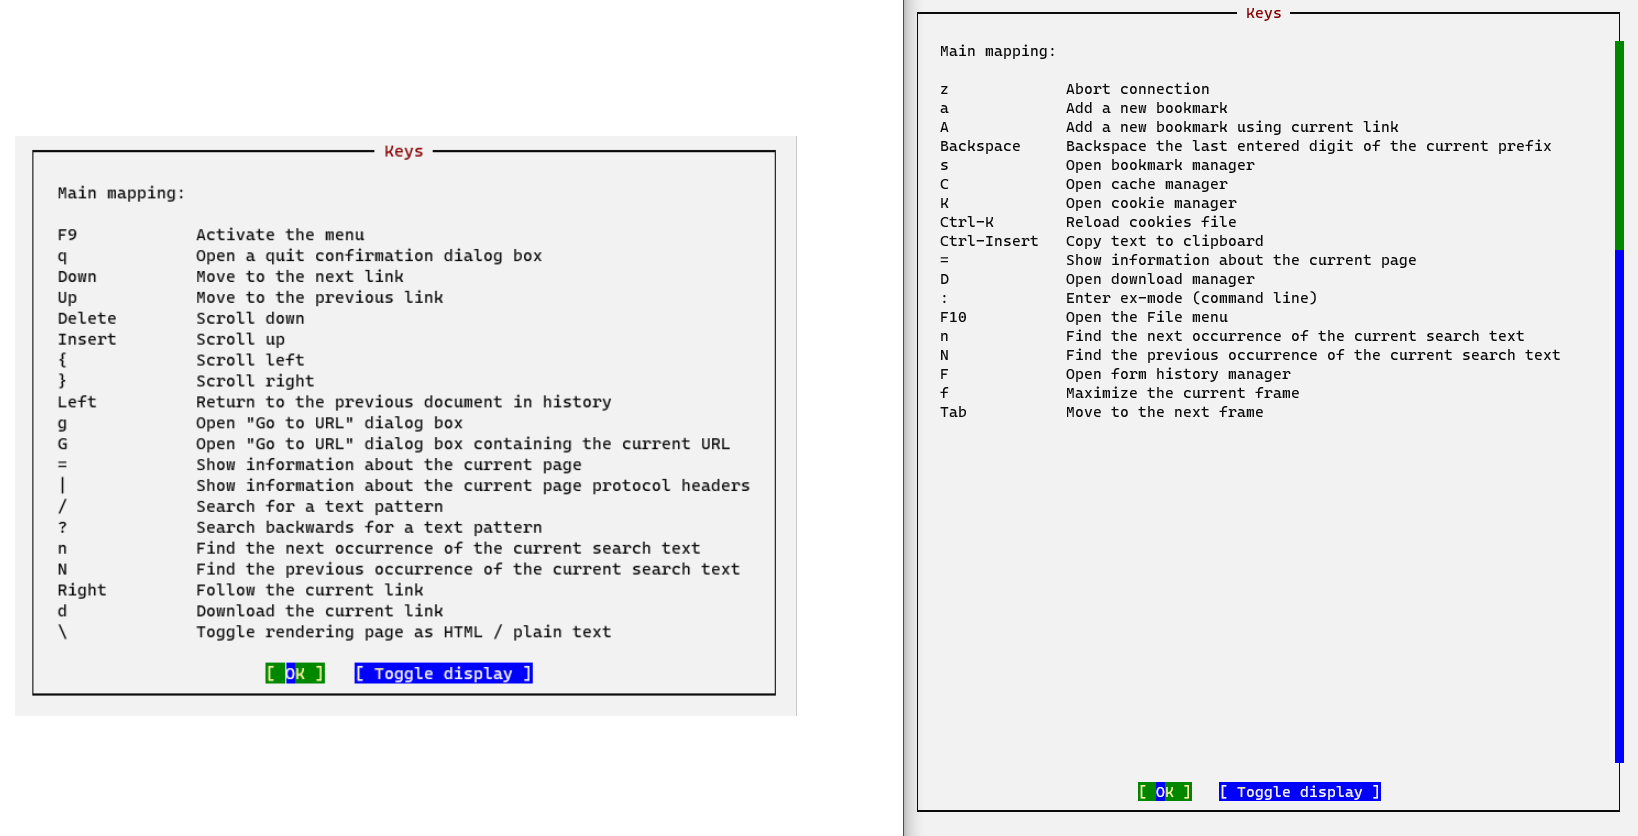 Keys
Main mapping:
F9 Activate the menu
q Open a quit confirmation dialog box
Down Move to the next link
Up Move to the previous link
Delete Scroll down
Insert Scroll up
{ Scroll left
} Scroll right
Left Return to the previous document in history
g Open "Go to URL" dialog box
G Open "Go to URL" dialog box containing the current URL
= Show information about the current page
| Show information about the current page protocol headers
/ Search for a text pattern
? Search backwards for a text pattern
n Find the next occurrence of the current search text
N Find the previous occurrence of the current search text
Right Follow the current link
d Download the current link
\ Toggle rendering page as HTML / plain text
[ OK ] [ Toggle display ]
Keys
Main mapping:
z Abort connection
a Add a new bookmark
A Add a new bookmark using current link
Backspace Backspace the last entered digit of the current prefix
s Open bookmark manager
C Open cache manager
K Open cookie manager
Ctrl-K Reload cookies file
Ctrl-Insert Copy text to clipboard
= Show information about the current page
D Open download manager
: Enter ex-mode (command line)
F10 Open the File menu
n Find the next occurrence of the current search text
N Find the previous occurrence of the current search text
F Open form history manager
f Maximize the current frame
Tab Move to the next frame
[ OK ] [ Toggle display ]